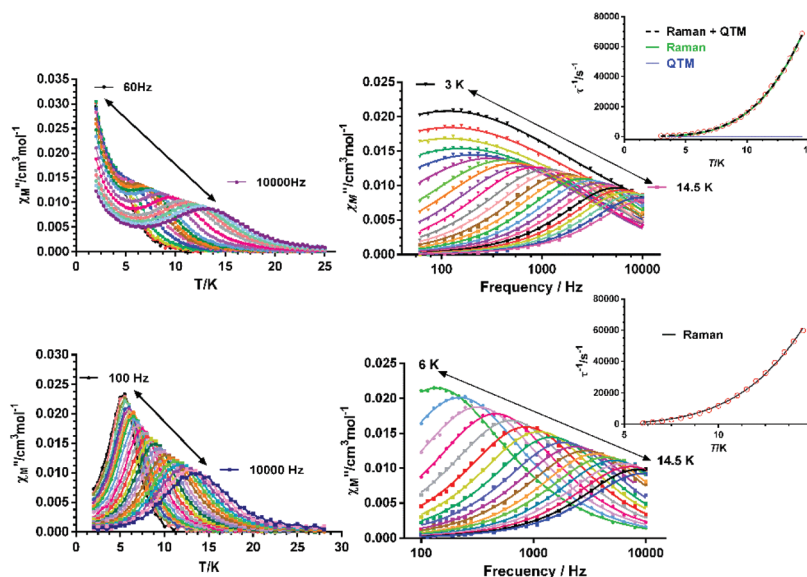 60Hz
10000Hz
χM''/cm³mol⁻¹
0.040
0.035
0.030
0.025
0.020
0.015
0.010
0.005
0.000
0 5 10 15 20 25
T/K
3 K
14.5 K
χM''/cm³mol⁻¹
0.025
0.020
0.015
0.010
0.005
0.000
100 1000 10000
Frequency / Hz
Raman + QTM
Raman
QTM
τ⁻¹/s⁻¹
80000
60000
40000
20000
0
0 5 10 1
T/K
100 Hz
10000 Hz
χM''/cm³mol⁻¹
0.030
0.025
0.020
0.015
0.010
0.005
0.000
0 5 10 15 20 25 30
T/K
6 K
14.5 K
χM''/cm³mol⁻¹
0.025
0.020
0.015
0.010
0.005
0.000
100 1000 10000
Frequency / Hz
Raman
τ⁻¹/s⁻¹
80000
60000
40000
20000
0
5 10
T/K